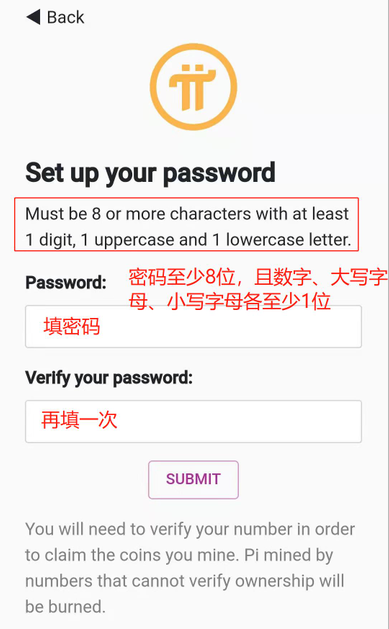 ◀ Back
Set up your password
Must be 8 or more characters with at least
1 digit, 1 uppercase and 1 lowercase letter.
Password:
密码至少8位，且数字、大写字
母、小写字母各至少1位
填密码
Verify your password:
再填一次
SUBMIT
You will need to verify your number in order
to claim the coins you mine. Pi mined by
numbers that cannot verify ownership will
be burned.